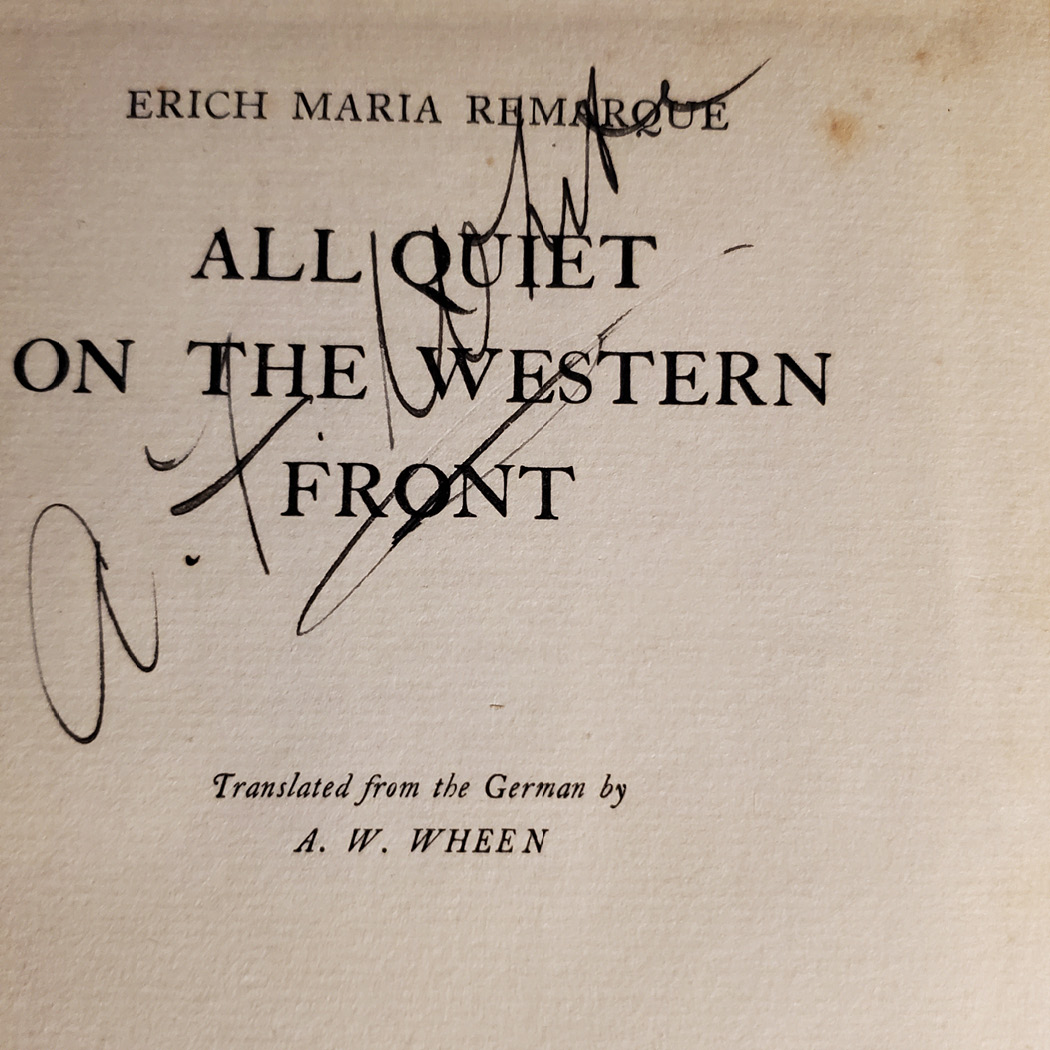 ERICH MARIA REMARQUE
ALL QUIET
ON THE WESTERN
FRONT
Translated from the German by
A. W. WHEEN